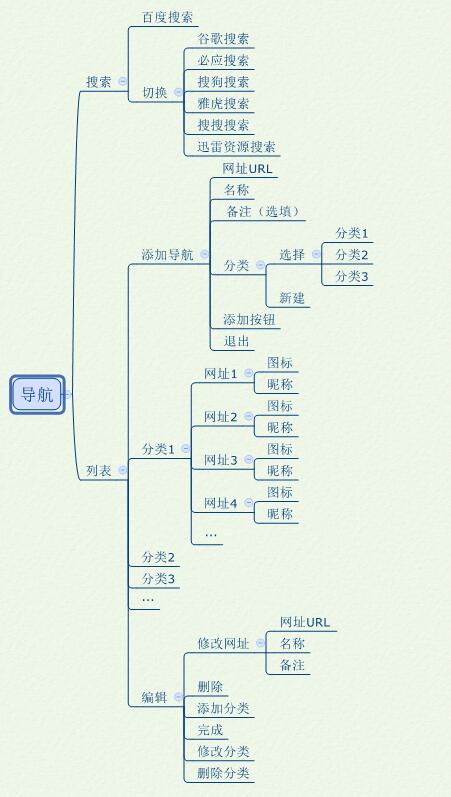 百度搜索
谷歌搜索
必应搜索
搜索
搜狗搜索
切换
雅虎搜索
搜搜搜索
迅雷资源搜索
网址URL
名称
备注（选填）
分类1
添加导航
选择
分类2
分类
分类3
新建
添加按钮
退出
图标
网址1
昵称
导航
图标
网址2
昵称
分类1
图标
网址3
昵称
列表
图标
网址4
昵称
...
分类2
分类3
...
网址URL
修改网址
名称
备注
删除
编辑
添加分类
完成
修改分类
删除分类